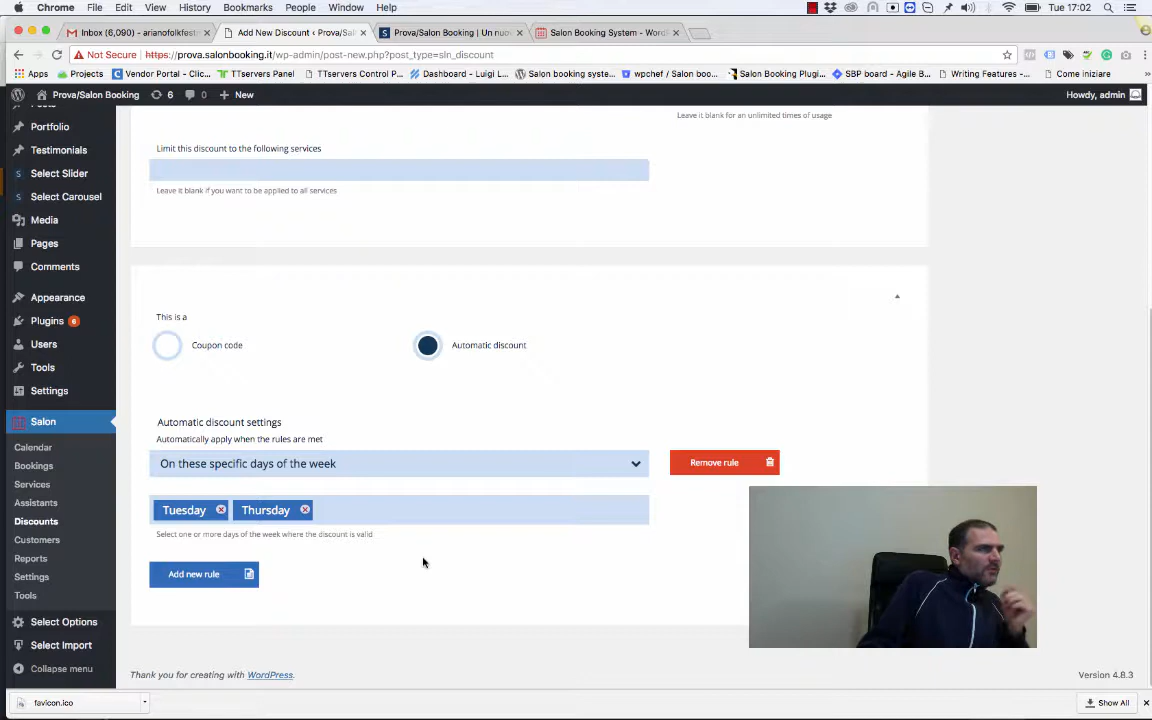 Chrome File Edit View History Bookmarks People Window Help Tue 17:02
Inbox (6,090) - arianofolkfest Add New Discount ‹ Prova/Sal Prova/Salon Booking | Un nuo Salon Booking System - Word
Not Secure https://prova.salonbooking.it/wp-admin/post-new.php?post_type=sln_discount
Apps Projects Vendor Portal - Clic... TTservers Panel TTservers Control P... Dashboard - Luigi L... Salon booking syste... wpchef / Salon boo... Salon Booking Plugi... SBP board - Agile B... Writing Features -... Come Iniziare
Prova/Salon Booking 6 0 New Howdy, admin
Portfolio
Testimonials
Select Slider
Select Carousel
Media
Pages
Comments
Appearance
Plugins 6
Users
Tools
Settings
Salon
Calendar
Bookings
Services
Assistants
Discounts
Customers
Reports
Settings
Tools
Select Options
Select Import
Collapse menu
Leave it blank for an unlimited times of usage
Limit this discount to the following services
Leave it blank if you want to be applied to all services
This is a
Coupon code Automatic discount
Automatic discount settings
Automatically apply when the rules are met
On these specific days of the week Remove rule
Tuesday Thursday
Select one or more days of the week where the discount is valid
Add new rule
Thank you for creating with WordPress. Version 4.8.3
favicon.ico Show All